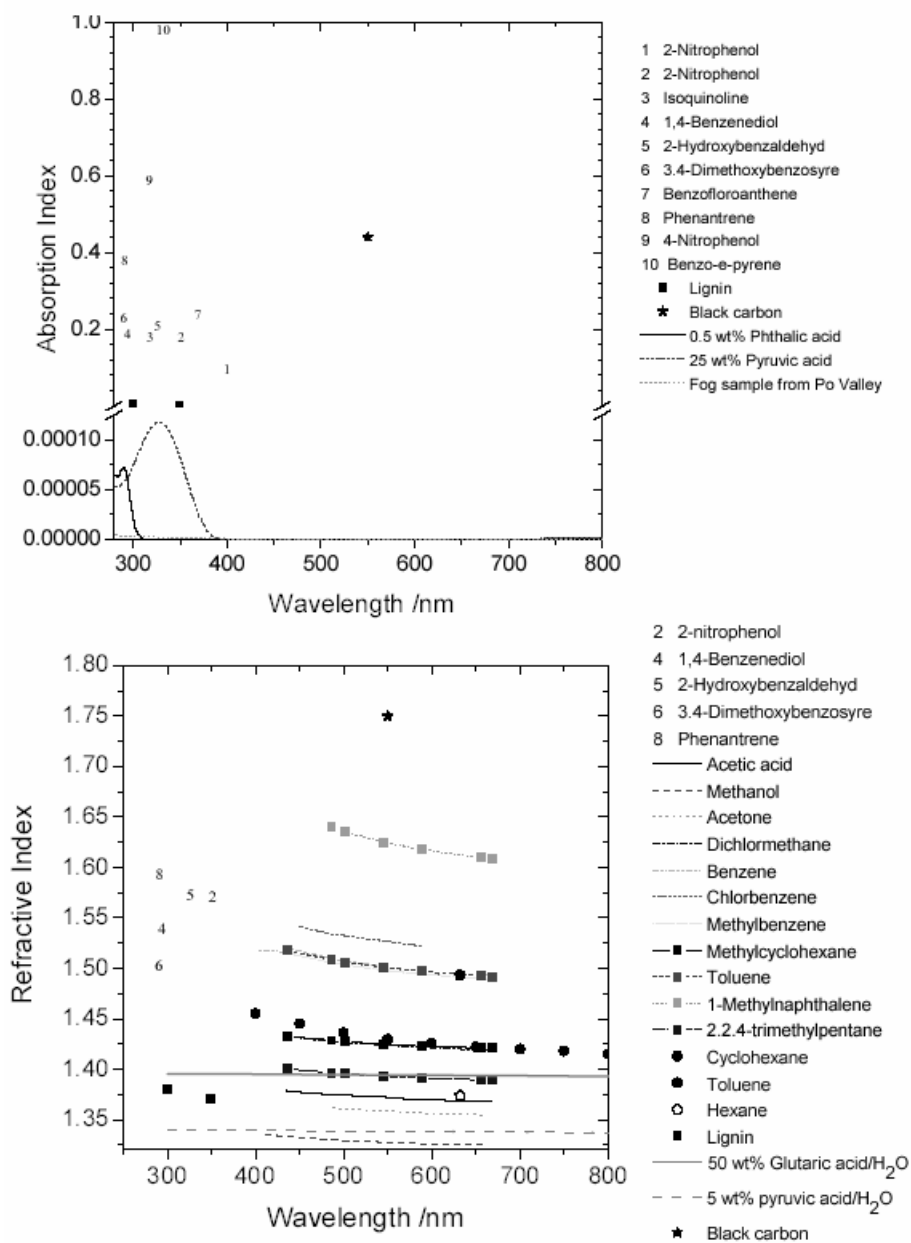 1.0
0.8
0.6
0.4
0.2
0.00010
0.00005
0.00000
Absorption Index
10
9
8
7
6
5
4
3
2
1
300 400 500 600 700 800
Wavelength /nm
1 2-Nitrophenol
2 2-Nitrophenol
3 Isoquinoline
4 1,4-Benzenediol
5 2-Hydroxybenzaldehyd
6 3.4-Dimethoxybenzosyre
7 Benzofloroanthene
8 Phenantrene
9 4-Nitrophenol
10 Benzo-e-pyrene
Lignin
Black carbon
0.5 wt% Phthalic acid
25 wt% Pyruvic acid
Fog sample from Po Valley
1.80
1.75
1.70
1.65
1.60
1.55
1.50
1.45
1.40
1.35
Refractive Index
8
5 2
4
6
300 400 500 600 700 800
Wavelength /nm
2 2-nitrophenol
4 1,4-Benzenediol
5 2-Hydroxybenzaldehyd
6 3.4-Dimethoxybenzosyre
8 Phenantrene
Acetic acid
Methanol
Acetone
Dichlormethane
Benzene
Chlorbenzene
Methylbenzene
Methylcyclohexane
Toluene
1-Methylnaphthalene
2.2.4-trimethylpentane
Cyclohexane
Toluene
Hexane
Lignin
50 wt% Glutaric acid/H2O
5 wt% pyruvic acid/H2O
Black carbon